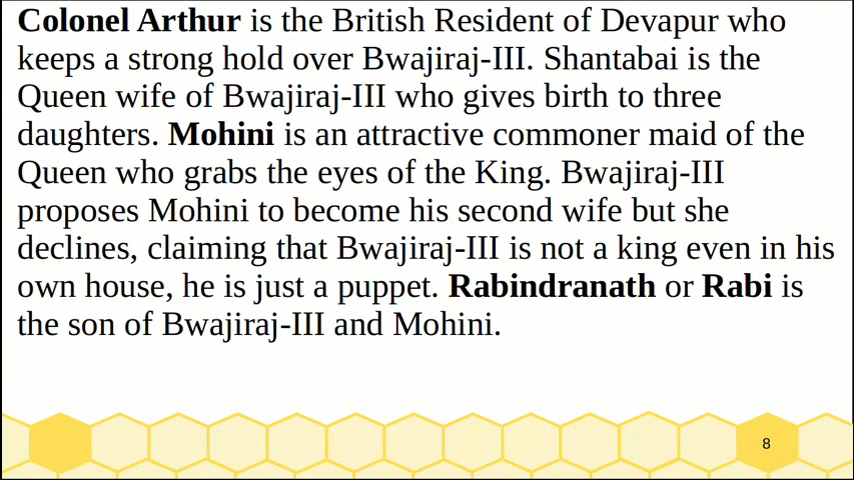 Colonel Arthur is the British Resident of Devapur who
keeps a strong hold over Bwajiraj-III. Shantabai is the
Queen wife of Bwajiraj-III who gives birth to three
daughters. Mohini is an attractive commoner maid of the
Queen who grabs the eyes of the King. Bwajiraj-III
proposes Mohini to become his second wife but she
declines, claiming that Bwajiraj-III is not a king even in his
own house, he is just a puppet. Rabindranath or Rabi is
the son of Bwajiraj-III and Mohini.
8